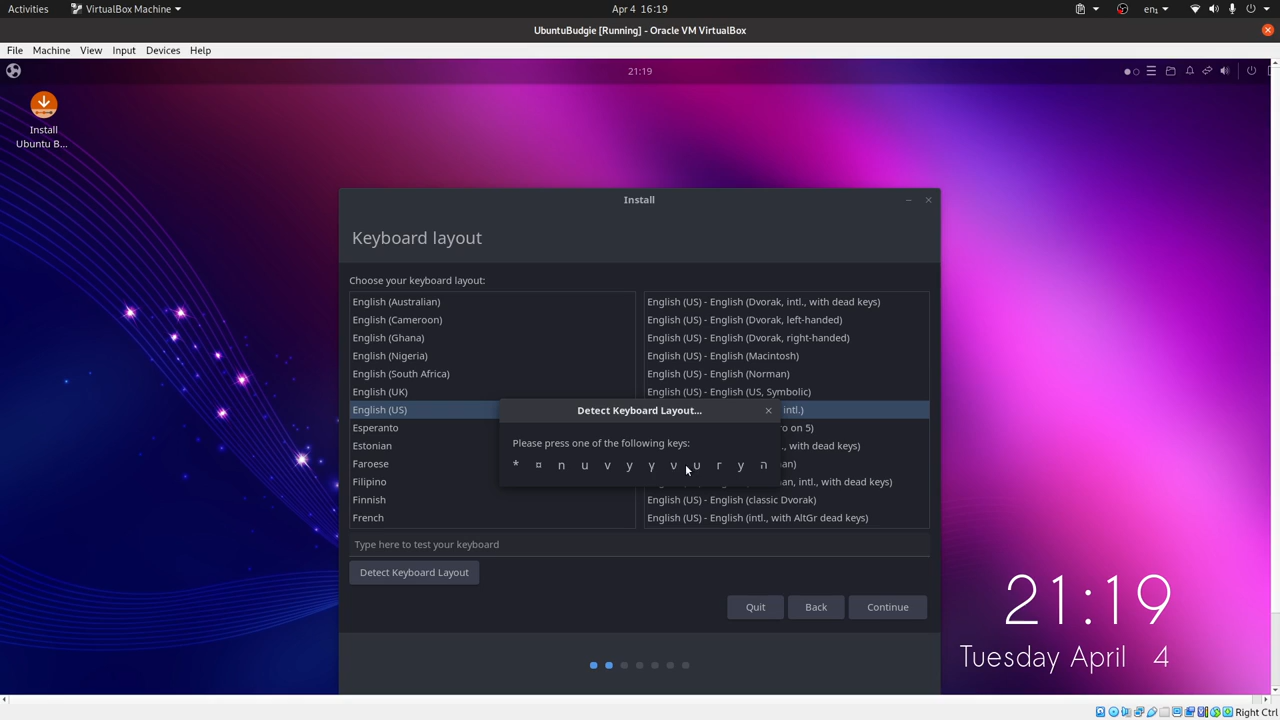 Activities VirtualBox Machine Apr 4 16:19 en₁
UbuntuBudgie [Running] - Oracle VM VirtualBox
File Machine View Input Devices Help
21:19
Install
Ubuntu B...
Install
Keyboard layout
Choose your keyboard layout:
English (Australian)
English (Cameroon)
English (Ghana)
English (Nigeria)
English (South Africa)
English (UK)
English (US)
Esperanto
Estonian
Faroese
Filipino
Finnish
French
English (US) - English (Dvorak, intl., with dead keys)
English (US) - English (Dvorak, left-handed)
English (US) - English (Dvorak, right-handed)
English (US) - English (Macintosh)
English (US) - English (Norman)
English (US) - English (US, Symbolic)
intl.)
o on 5)
, with dead keys)
an)
an, intl., with dead keys)
English (US) - English (classic Dvorak)
English (US) - English (intl., with AltGr dead keys)
Detect Keyboard Layout...
Please press one of the following keys:
* ¤ n u v y γ ν υ г у ה
Type here to test your keyboard
Detect Keyboard Layout
Quit Back Continue
21:19
Tuesday April 4
Right Ctrl